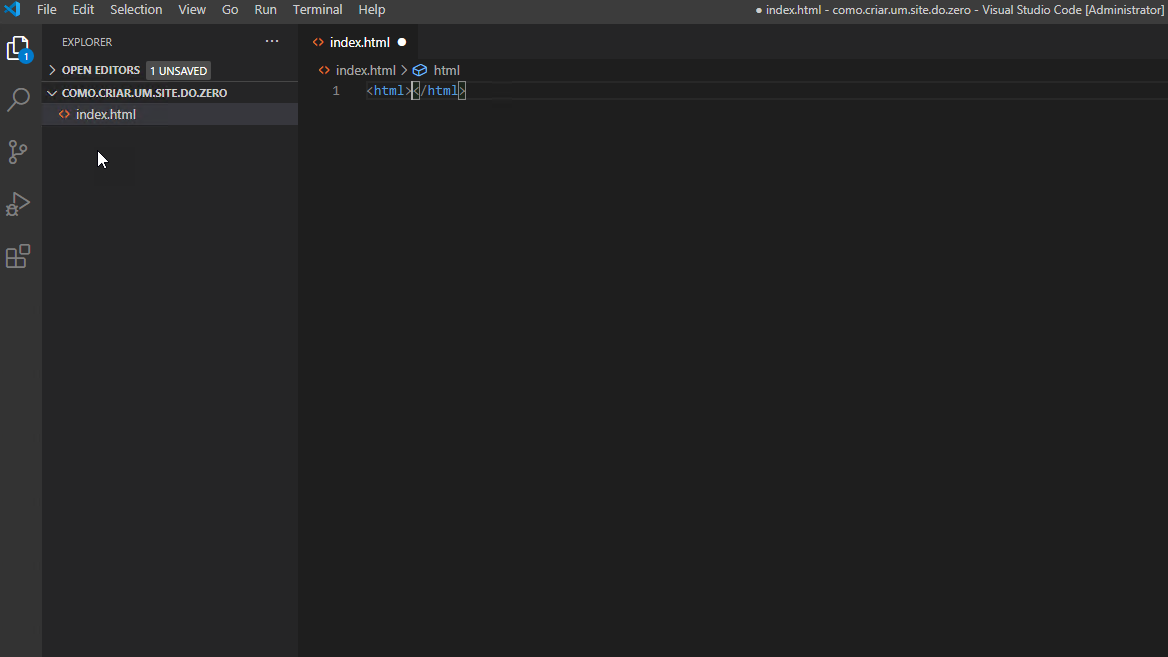 File Edit Selection View Go Run Terminal Help ● index.html - como.criar.um.site.do.zero - Visual Studio Code [Administrator]
EXPLORER ···
OPEN EDITORS 1 UNSAVED
COMO.CRIAR.UM.SITE.DO.ZERO
index.html
1
index.html
index.html > html
1 <html></html>